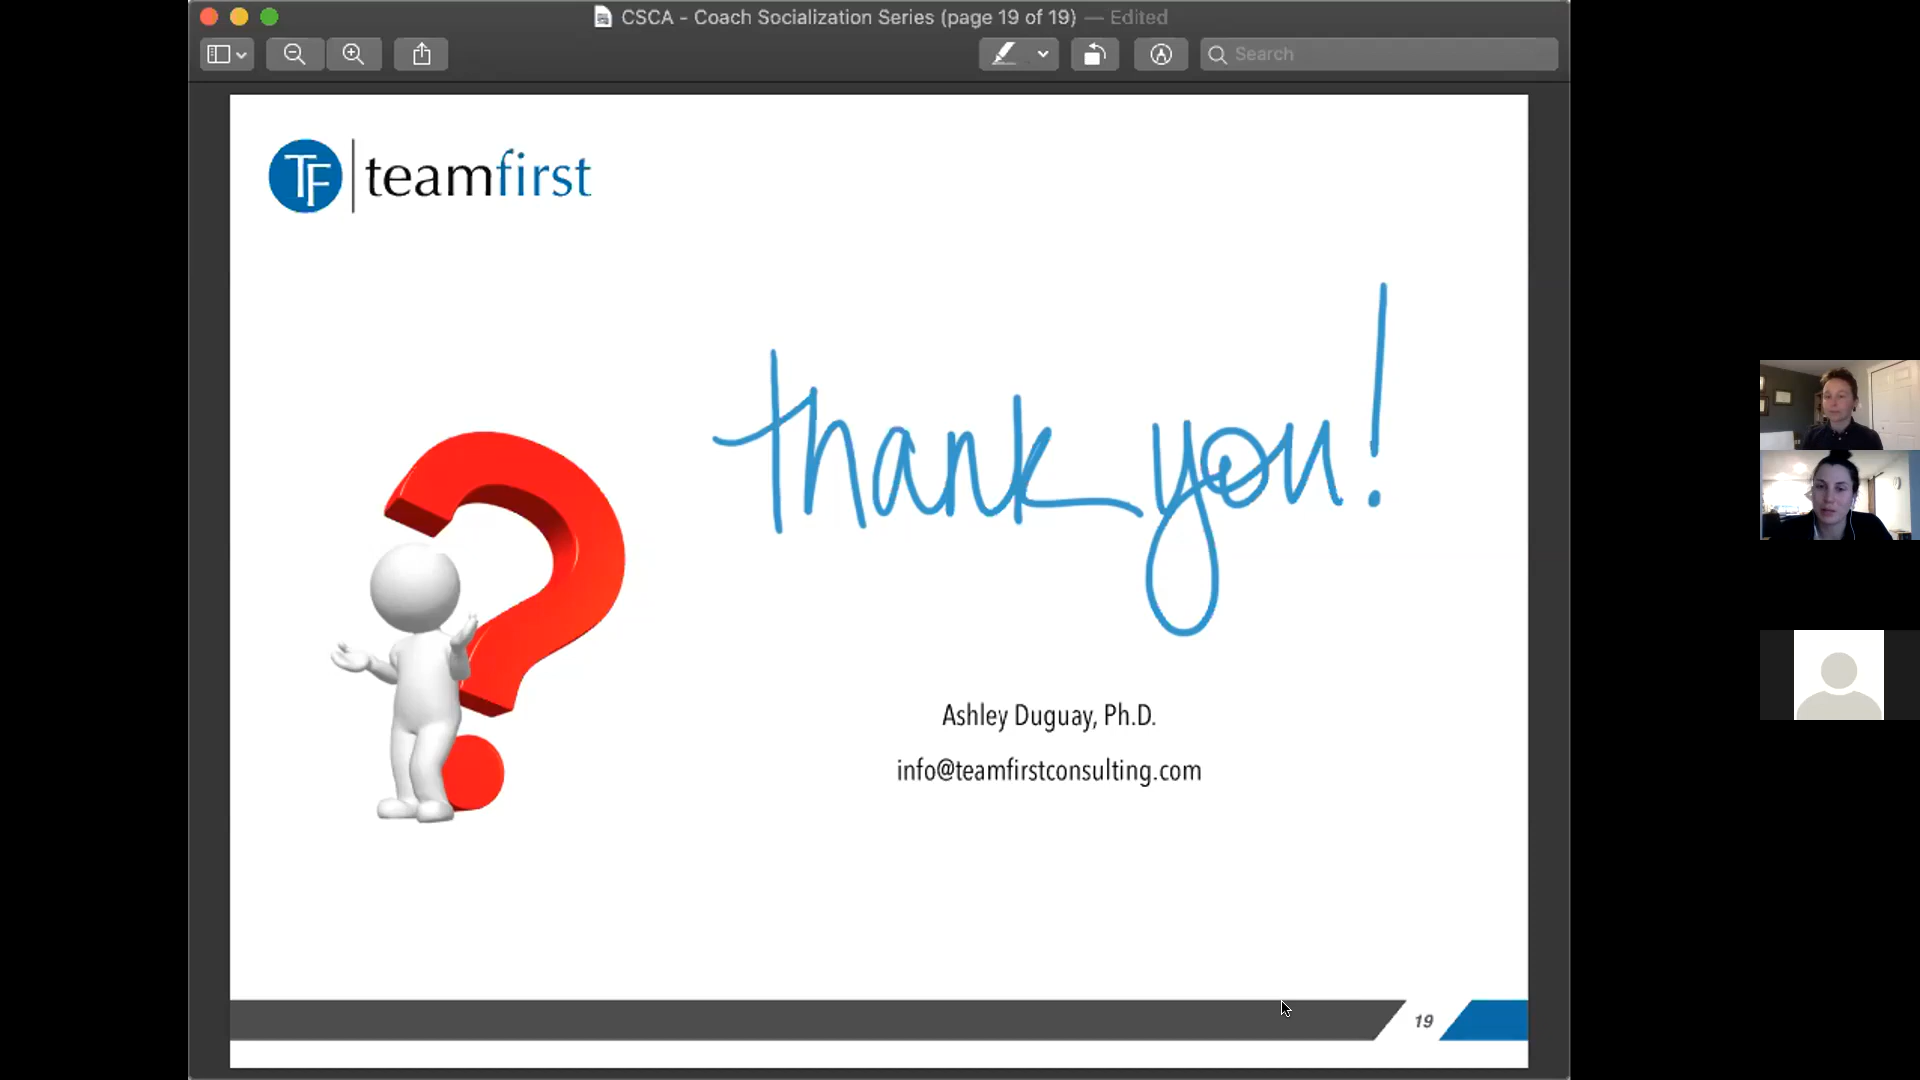 CSCA - Coach Socialization Series (page 19 of 19) — Edited
Search
TF teamfirst
thank you!
Ashley Duguay, Ph.D.
info@teamfirstconsulting.com
19